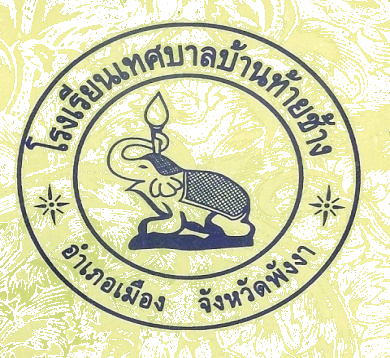 โรงเรียนเทศบาลบ้านท้ายช้าง
อำเภอเมือง จังหวัดพังงา